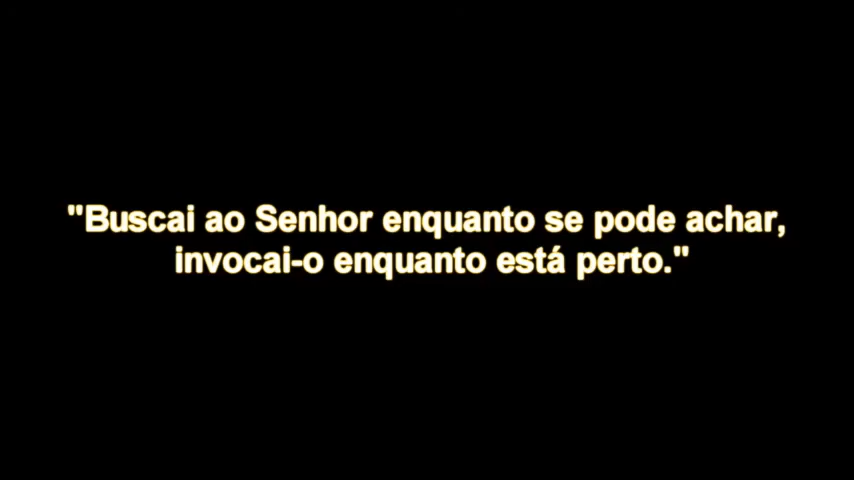 "Buscai ao Senhor enquanto se pode achar,
invocai-o enquanto está perto."